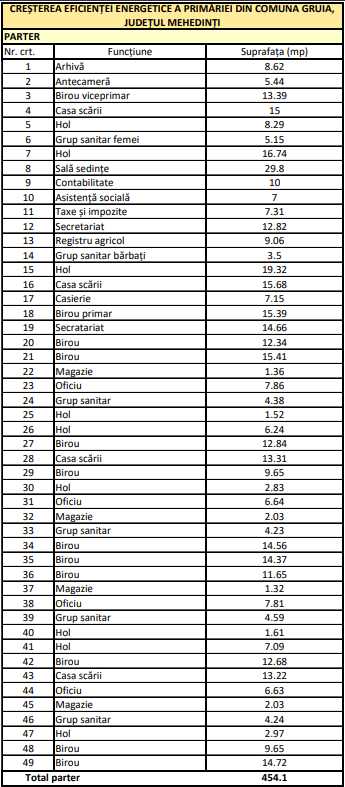 CREȘTEREA EFICIENȚEI ENERGETICE A PRIMĂRIEI DIN COMUNA GRUIA,
JUDEȚUL MEHEDINȚI
PARTER
Nr. crt. Funcțiune Suprafața (mp)
1 Arhivă 8.62
2 Antecameră 5.44
3 Birou viceprimar 13.39
4 Casa scării 15
5 Hol 8.29
6 Grup sanitar femei 5.15
7 Hol 16.74
8 Sală sedințe 29.8
9 Contabilitate 10
10 Asistență socială 7
11 Taxe și impozite 7.31
12 Secretariat 12.82
13 Registru agricol 9.06
14 Grup sanitar bărbați 3.5
15 Hol 19.32
16 Casa scării 15.68
17 Casierie 7.15
18 Birou primar 15.39
19 Secratariat 14.66
20 Birou 12.34
21 Birou 15.41
22 Magazie 1.36
23 Oficiu 7.86
24 Grup sanitar 4.38
25 Hol 1.52
26 Hol 6.24
27 Birou 12.84
28 Casa scării 13.31
29 Birou 9.65
30 Hol 2.83
31 Oficiu 6.64
32 Magazie 2.03
33 Grup sanitar 4.23
34 Birou 14.56
35 Birou 14.37
36 Birou 11.65
37 Magazie 1.32
38 Oficiu 7.81
39 Grup sanitar 4.59
40 Hol 1.61
41 Hol 7.09
42 Birou 12.68
43 Casa scării 13.22
44 Oficiu 6.63
45 Magazie 2.03
46 Grup sanitar 4.24
47 Hol 2.97
48 Birou 9.65
49 Birou 14.72
Total parter 454.1